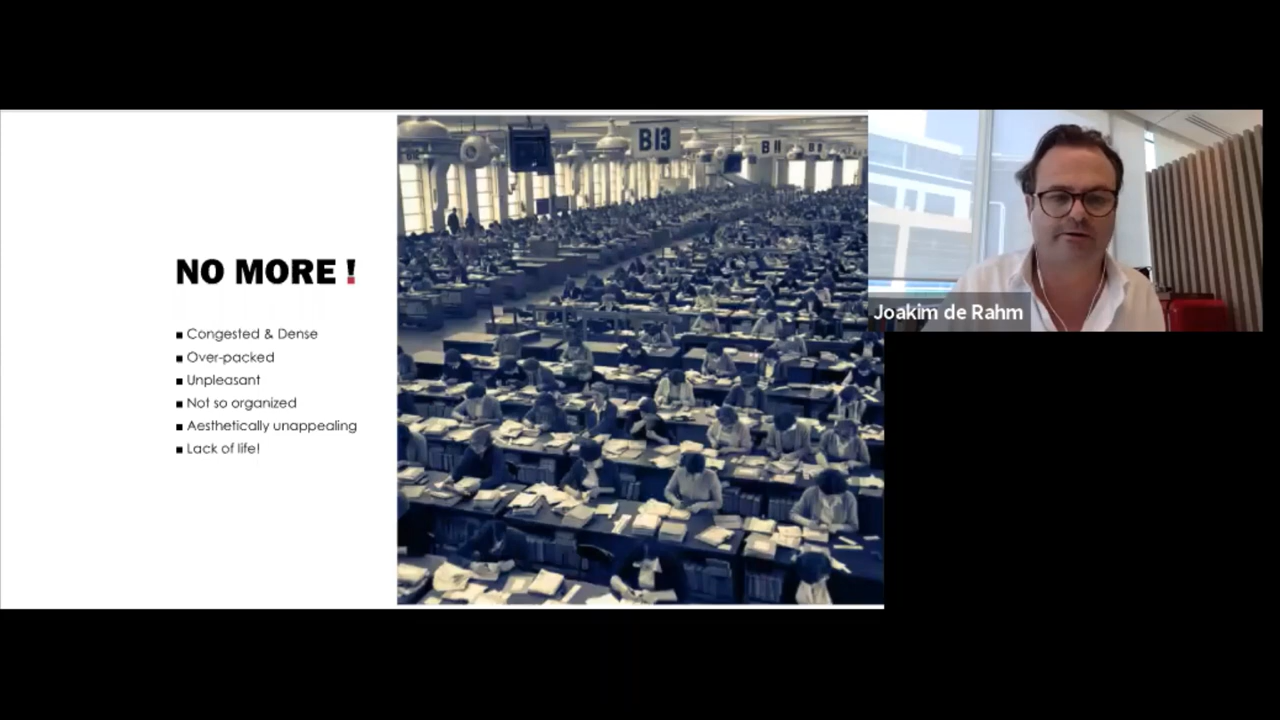 NO MORE !
■ Congested & Dense
■ Over-packed
■ Unpleasant
■ Not so organized
■ Aesthetically unappealing
■ Lack of life!
B13
B11
Joakim de Rahm